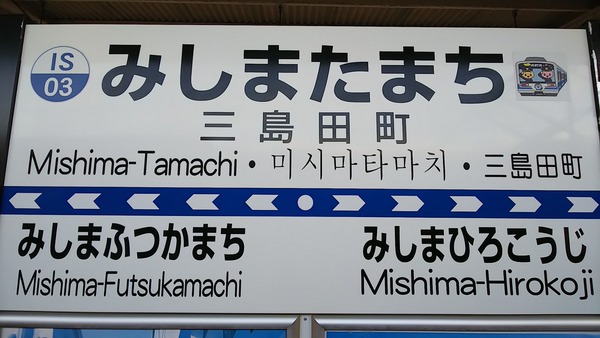 IS
03
みしまたまち
三島田町
Mishima-Tamachi・미시마타마치・三島田町
みしまふつかまち
みしまひろこうじ
Mishima-Futsukamachi
Mishima-Hirokoji